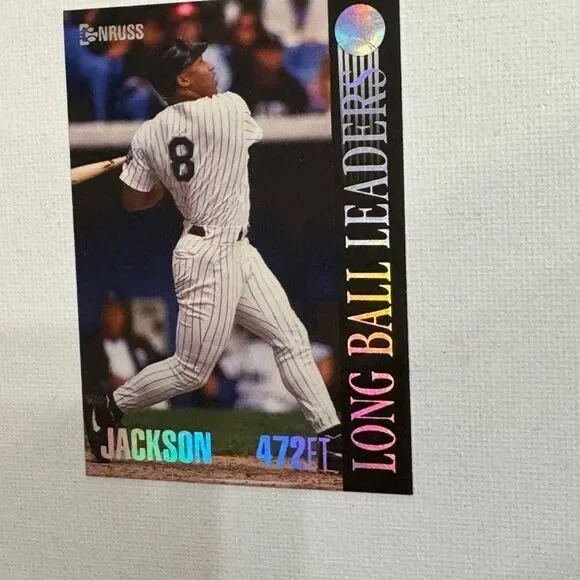 DONRUSS
8
JACKSON
472FT
LONG BALL LEADERS